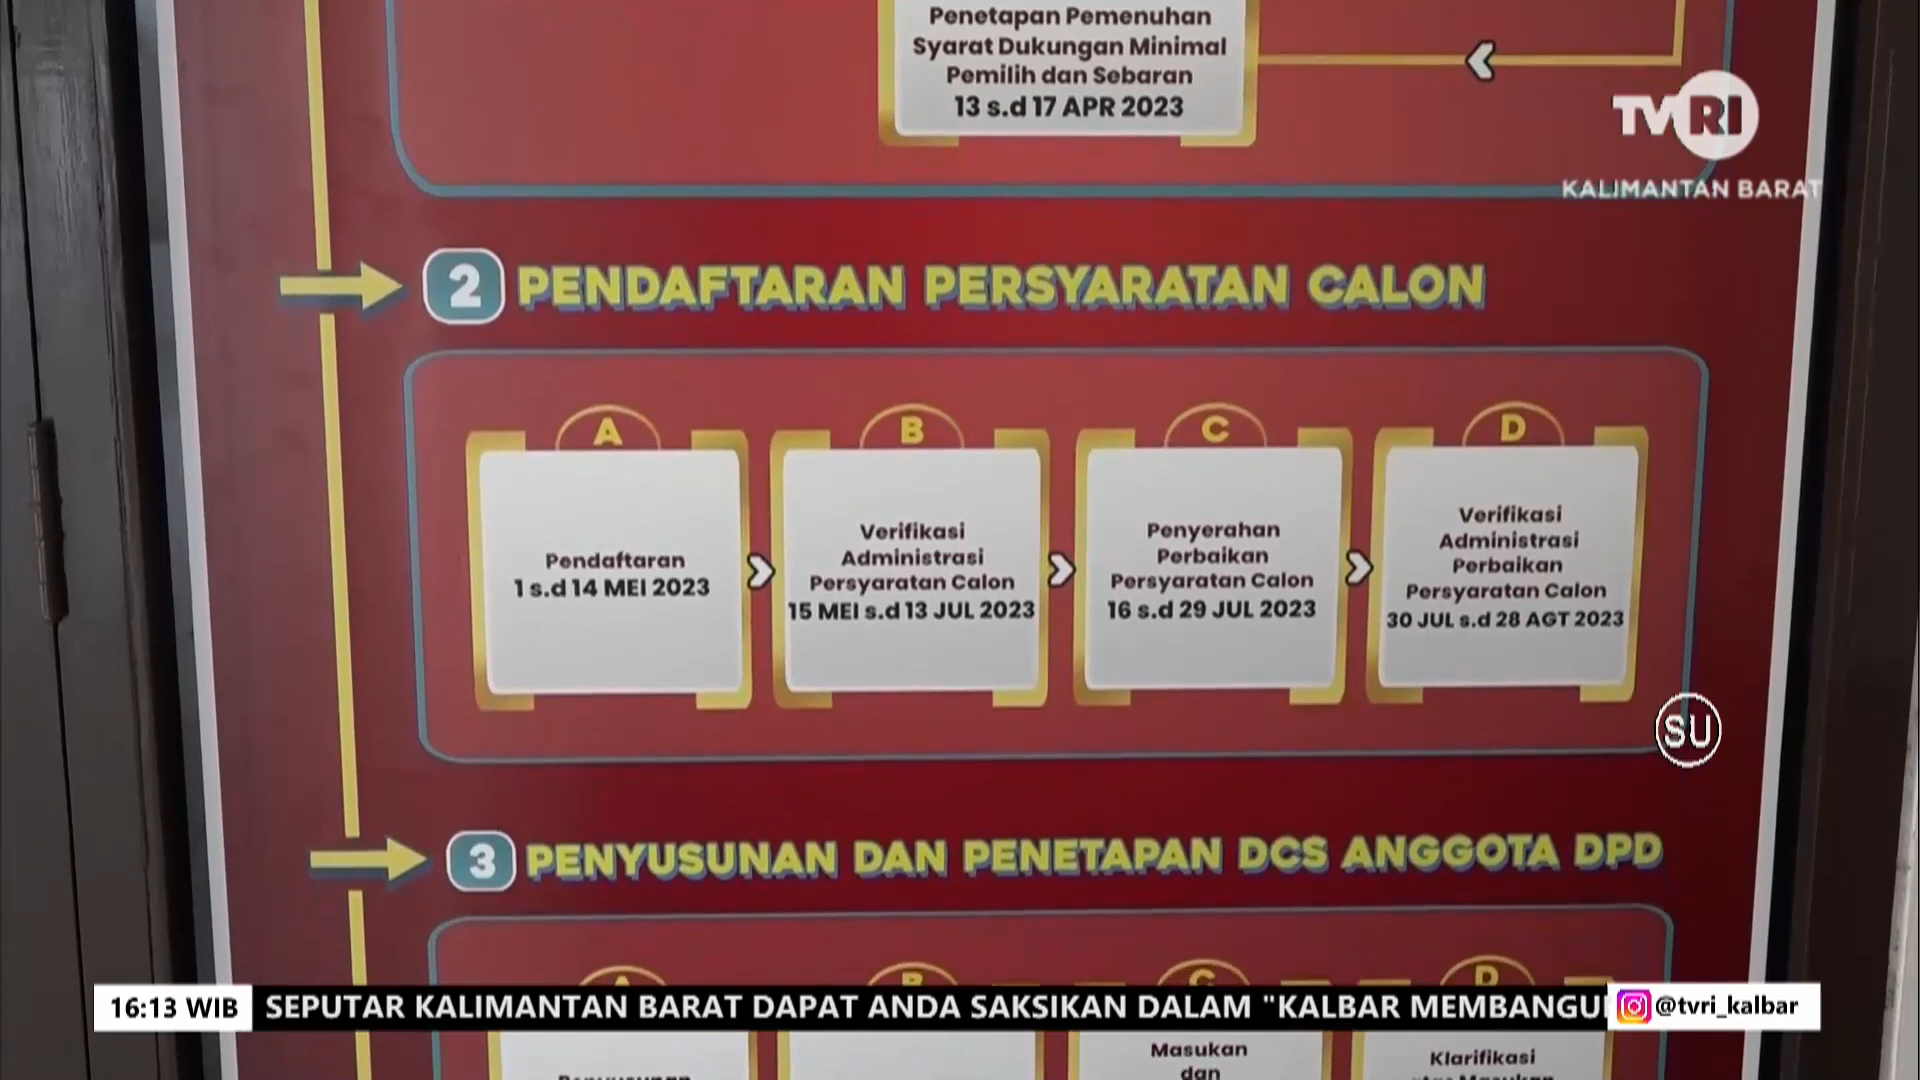 Penetapan Pemenuhan
Syarat Dukungan Minimal
Pemilih dan Sebaran
13 s.d 17 APR 2023
TVRI
KALIMANTAN BARAT
2 PENDAFTARAN PERSYARATAN CALON
A
Pendaftaran
1 s.d 14 MEI 2023
B
Verifikasi
Administrasi
Persyaratan Calon
15 MEI s.d 13 JUL 2023
C
Penyerahan
Perbaikan
Persyaratan Calon
16 s.d 29 JUL 2023
D
Verifikasi
Administrasi
Perbaikan
Persyaratan Calon
30 JUL s.d 28 AGT 2023
SU
3 PENYUSUNAN DAN PENETAPAN DCS ANGGOTA DPD
A
B
C
D
16:13 WIB SEPUTAR KALIMANTAN BARAT DAPAT ANDA SAKSIKAN DALAM "KALBAR MEMBANGU
@tvri_kalbar
Masukan
dan
Klarifikasi